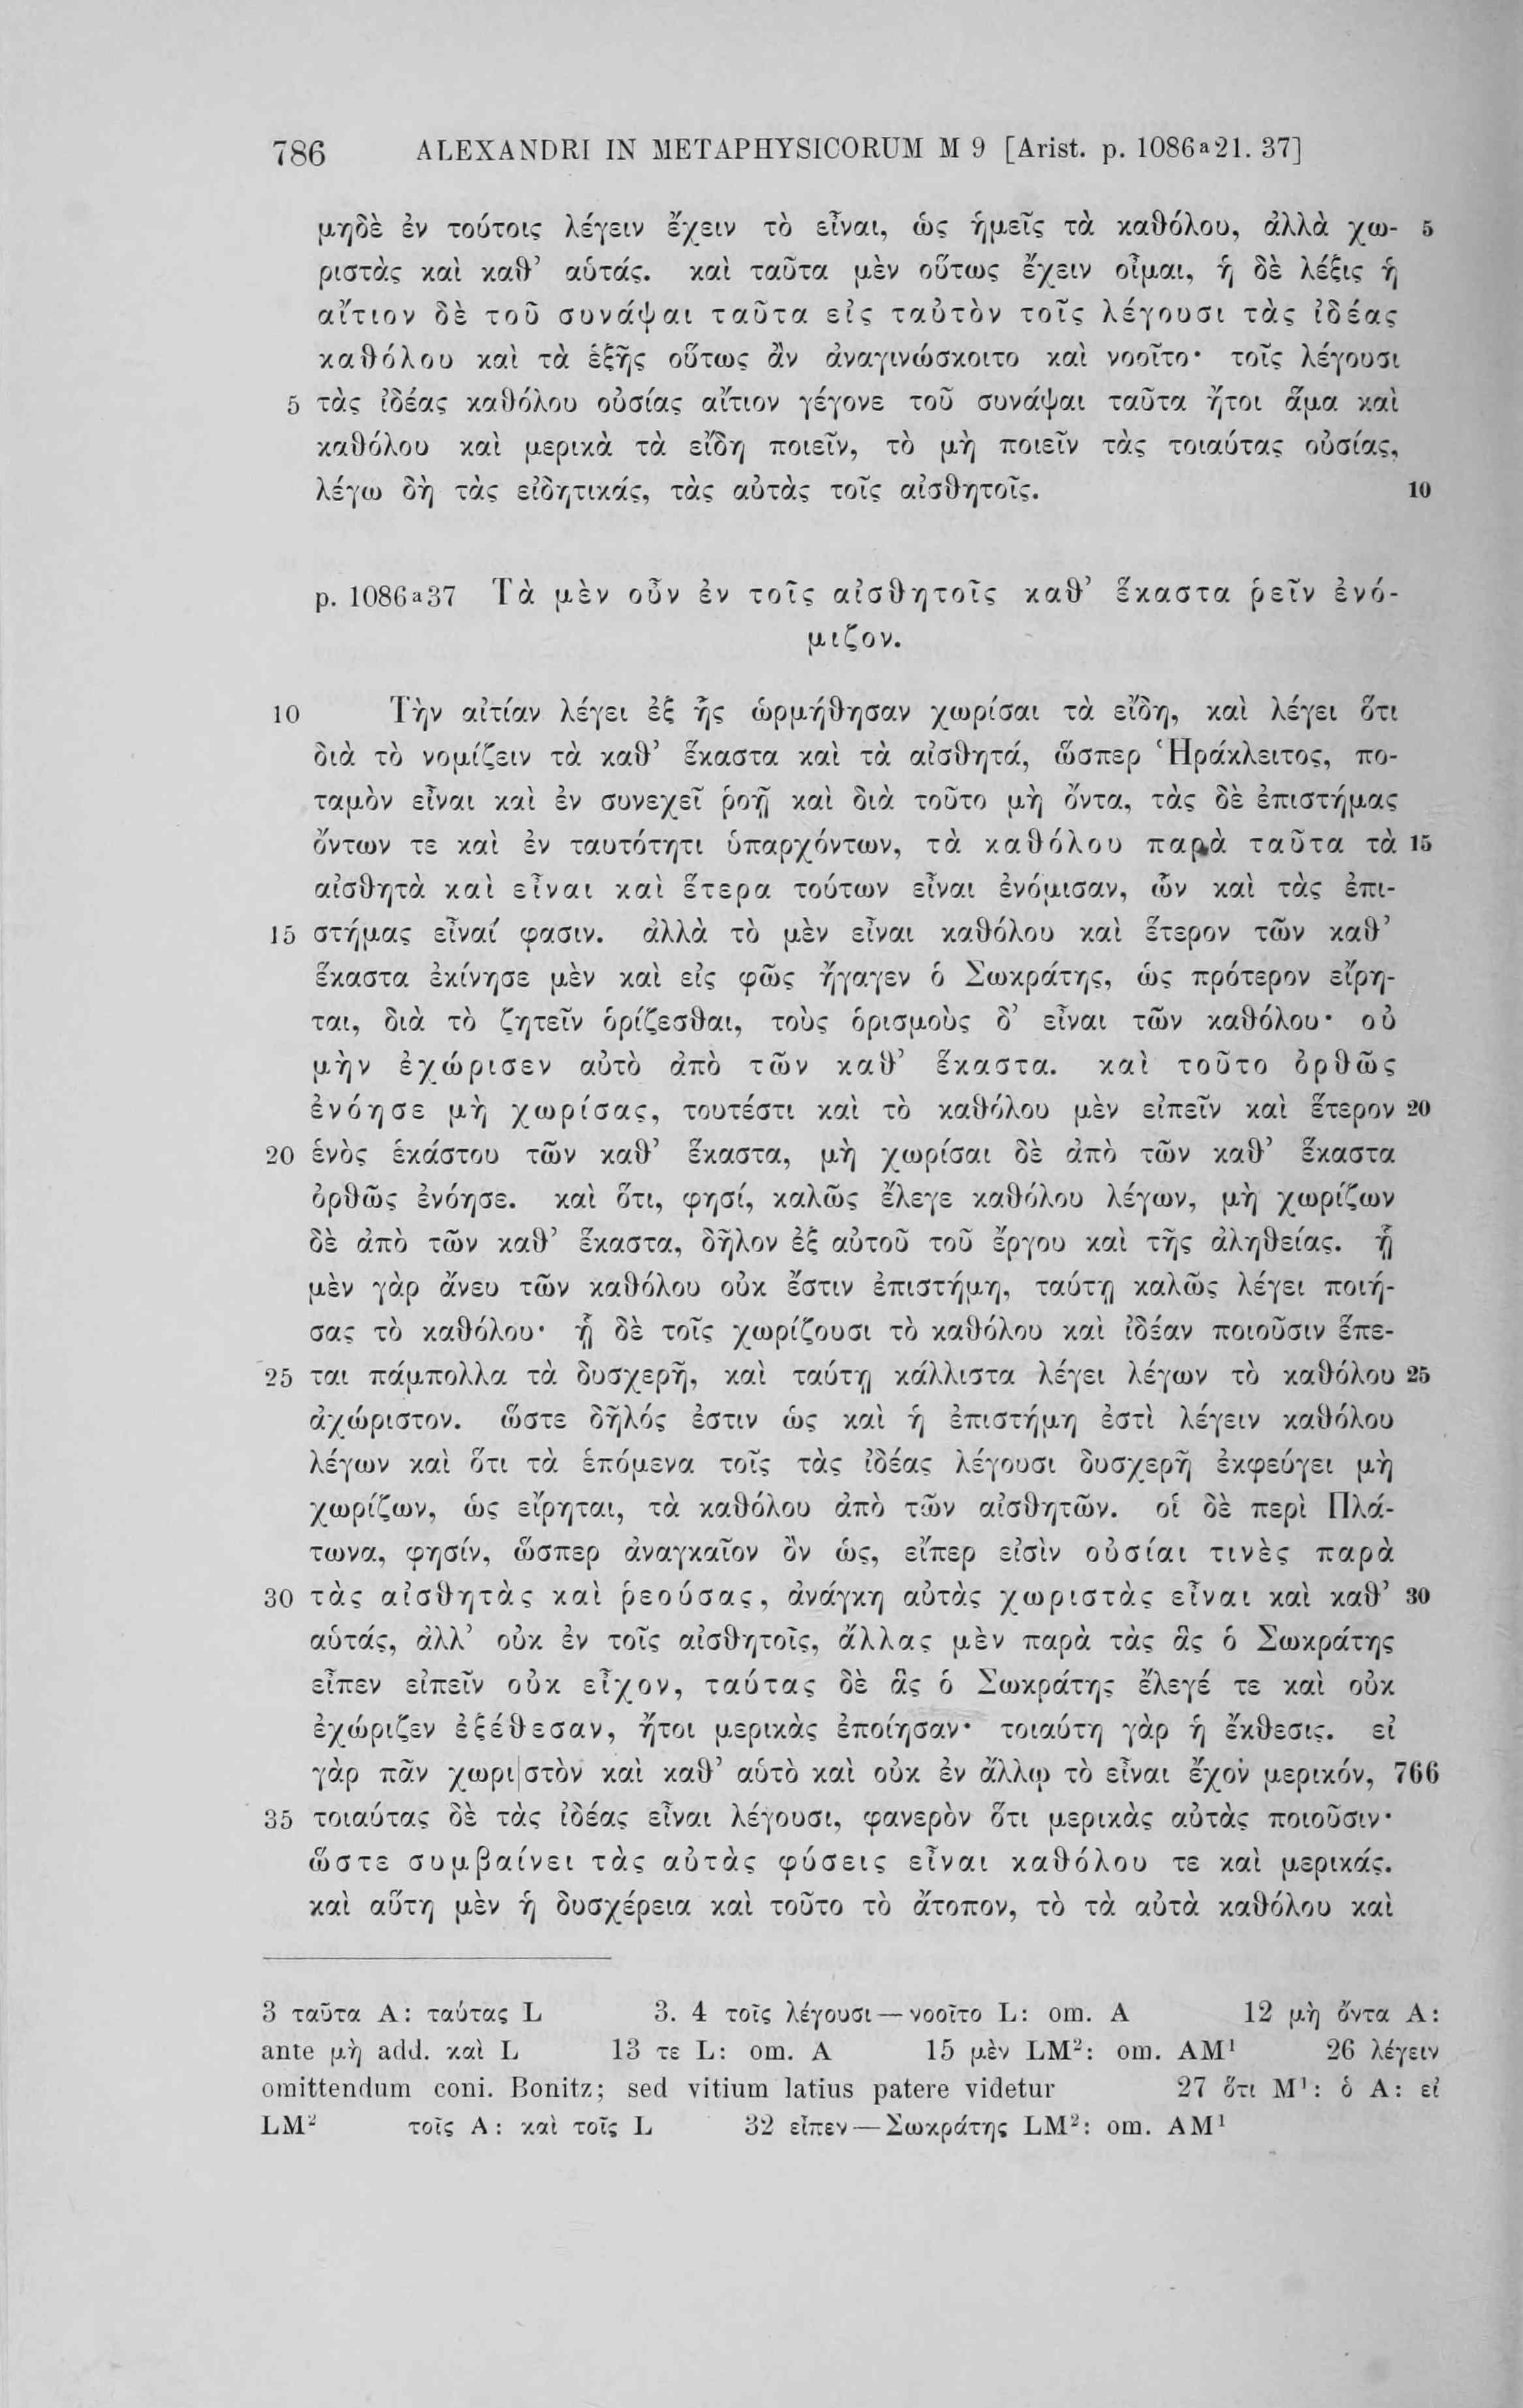 786 ALEXANDRI IN METAPHYSICORUM M 9 [Arist. p. 1086a21. 37]
μηδὲ ἐν τούτοις λέγειν ἔχειν τὸ εἶναι, ὡς ἡμεῖς τὰ καθόλου, ἀλλὰ χω- 5
ριστὰς καὶ καθ’ αὑτάς. καὶ ταῦτα μὲν οὕτως ἔχειν οἶμαι, ἡ δὲ λέξις ἡ
αἴτιον δὲ τοῦ συνάψαι ταῦτα εἰς ταὐτὸν τοῖς λέγουσι τὰς ἰδέας
καθόλου καὶ τὰ ἑξῆς οὕτως ἂν ἀναγινώσκοιτο καὶ νοοῖτο· τοῖς λέγουσι
5 τὰς ἰδέας καθόλου οὐσίας αἴτιον γέγονε τοῦ συνάψαι ταῦτα ἤτοι ἅμα καὶ
καθόλου καὶ μερικὰ τὰ εἴδη ποιεῖν, τὸ μὴ ποιεῖν τὰς τοιαύτας οὐσίας,
λέγω δὴ τὰς εἰδητικάς, τὰς αὐτὰς τοῖς αἰσθητοῖς. 10
p. 1086a37 Τὰ μὲν οὖν ἐν τοῖς αἰσθητοῖς καθ’ ἕκαστα ῥεῖν ἐνό-
μιζον.
10 Τὴν αἰτίαν λέγει ἐξ ἧς ὡρμήθησαν χωρίσαι τὰ εἴδη, καὶ λέγει ὅτι
διὰ τὸ νομίζειν τὰ καθ’ ἕκαστα καὶ τὰ αἰσθητά, ὥσπερ Ἡράκλειτος, πο-
ταμὸν εἶναι καὶ ἐν συνεχεῖ ῥοῇ καὶ διὰ τοῦτο μὴ ὄντα, τὰς δὲ ἐπιστήμας
ὄντων τε καὶ ἐν ταυτότητι ὑπαρχόντων, τὰ καθόλου παρὰ ταῦτα τὰ 15
αἰσθητὰ καὶ εἶναι καὶ ἕτερα τούτων εἶναι ἐνόμισαν, ὧν καὶ τὰς ἐπι-
15 στήμας εἶναί φασιν. ἀλλὰ τὸ μὲν εἶναι καθόλου καὶ ἕτερον τῶν καθ’
ἕκαστα ἐκίνησε μὲν καὶ εἰς φῶς ἤγαγεν ὁ Σωκράτης, ὡς πρότερον εἴρη-
ται, διὰ τὸ ζητεῖν ὁρίζεσθαι, τοὺς ὁρισμοὺς δ’ εἶναι τῶν καθόλου· οὐ
μὴν ἐχώρισεν αὐτὸ ἀπὸ τῶν καθ’ ἕκαστα. καὶ τοῦτο ὀρθῶς
ἐνόησε μὴ χωρίσας, τουτέστι καὶ τὸ καθόλου μὲν εἰπεῖν καὶ ἕτερον 20
20 ἑνὸς ἑκάστου τῶν καθ’ ἕκαστα, μὴ χωρίσαι δὲ ἀπὸ τῶν καθ’ ἕκαστα
ὀρθῶς ἐνόησε. καὶ ὅτι, φησί, καλῶς ἔλεγε καθόλου λέγων, μὴ χωρίζων
δὲ ἀπὸ τῶν καθ’ ἕκαστα, δῆλον ἐξ αὐτοῦ τοῦ ἔργου καὶ τῆς ἀληθείας. ᾗ
μὲν γὰρ ἄνευ τῶν καθόλου οὐκ ἔστιν ἐπιστήμη, ταύτῃ καλῶς λέγει ποιή-
σας τὸ καθόλου· ᾗ δὲ τοῖς χωρίζουσι τὸ καθόλου καὶ ἰδέαν ποιοῦσιν ἕπε-
25 ται πάμπολλα τὰ δυσχερῆ, καὶ ταύτῃ κάλλιστα λέγει λέγων τὸ καθόλου 25
ἀχώριστον. ὥστε δῆλός ἐστιν ὡς καὶ ἡ ἐπιστήμη ἐστὶ λέγειν καθόλου
λέγων καὶ ὅτι τὰ ἑπόμενα τοῖς τὰς ἰδέας λέγουσι δυσχερῆ ἐκφεύγει μὴ
χωρίζων, ὡς εἴρηται, τὰ καθόλου ἀπὸ τῶν αἰσθητῶν. οἱ δὲ περὶ Πλά-
τωνα, φησίν, ὥσπερ ἀναγκαῖον ὂν ὡς, εἴπερ εἰσὶν οὐσίαι τινὲς παρὰ
30 τὰς αἰσθητὰς καὶ ῥεούσας, ἀνάγκη αὐτὰς χωριστὰς εἶναι καὶ καθ’ 30
αὑτάς, ἀλλ’ οὐκ ἐν τοῖς αἰσθητοῖς, ἄλλας μὲν παρὰ τὰς ἃς ὁ Σωκράτης
εἶπεν εἰπεῖν οὐκ εἶχον, ταύτας δὲ ἃς ὁ Σωκράτης ἔλεγέ τε καὶ οὐκ
ἐχώριζεν ἐξέθεσαν, ἤτοι μερικὰς ἐποίησαν· τοιαύτη γὰρ ἡ ἔκθεσις. εἰ
γὰρ πᾶν χωρι|στὸν καὶ καθ’ αὑτὸ καὶ οὐκ ἐν ἄλλῳ τὸ εἶναι ἔχον μερικόν, 766
35 τοιαύτας δὲ τὰς ἰδέας εἶναι λέγουσι, φανερὸν ὅτι μερικὰς αὐτὰς ποιοῦσιν·
ὥστε συμβαίνει τὰς αὐτὰς φύσεις εἶναι καθόλου τε καὶ μερικάς.
καὶ αὕτη μὲν ἡ δυσχέρεια καὶ τοῦτο τὸ ἄτοπον, τὸ τὰ αὐτὰ καθόλου καὶ
3 ταῦτα A: ταύτας L 3. 4 τοῖς λέγουσι — νοοῖτο L: om. A 12 μὴ ὄντα A:
ante μὴ add. καὶ L 13 τε L: om. A 15 μὲν LM²: om. AM¹ 26 λέγειν
omittendum coni. Bonitz; sed vitium latius patere videtur 27 ὅτι M¹: ὁ A: εἰ
LM² τοῖς A: καὶ τοῖς L 32 εἶπεν — Σωκράτης LM²: om. AM¹